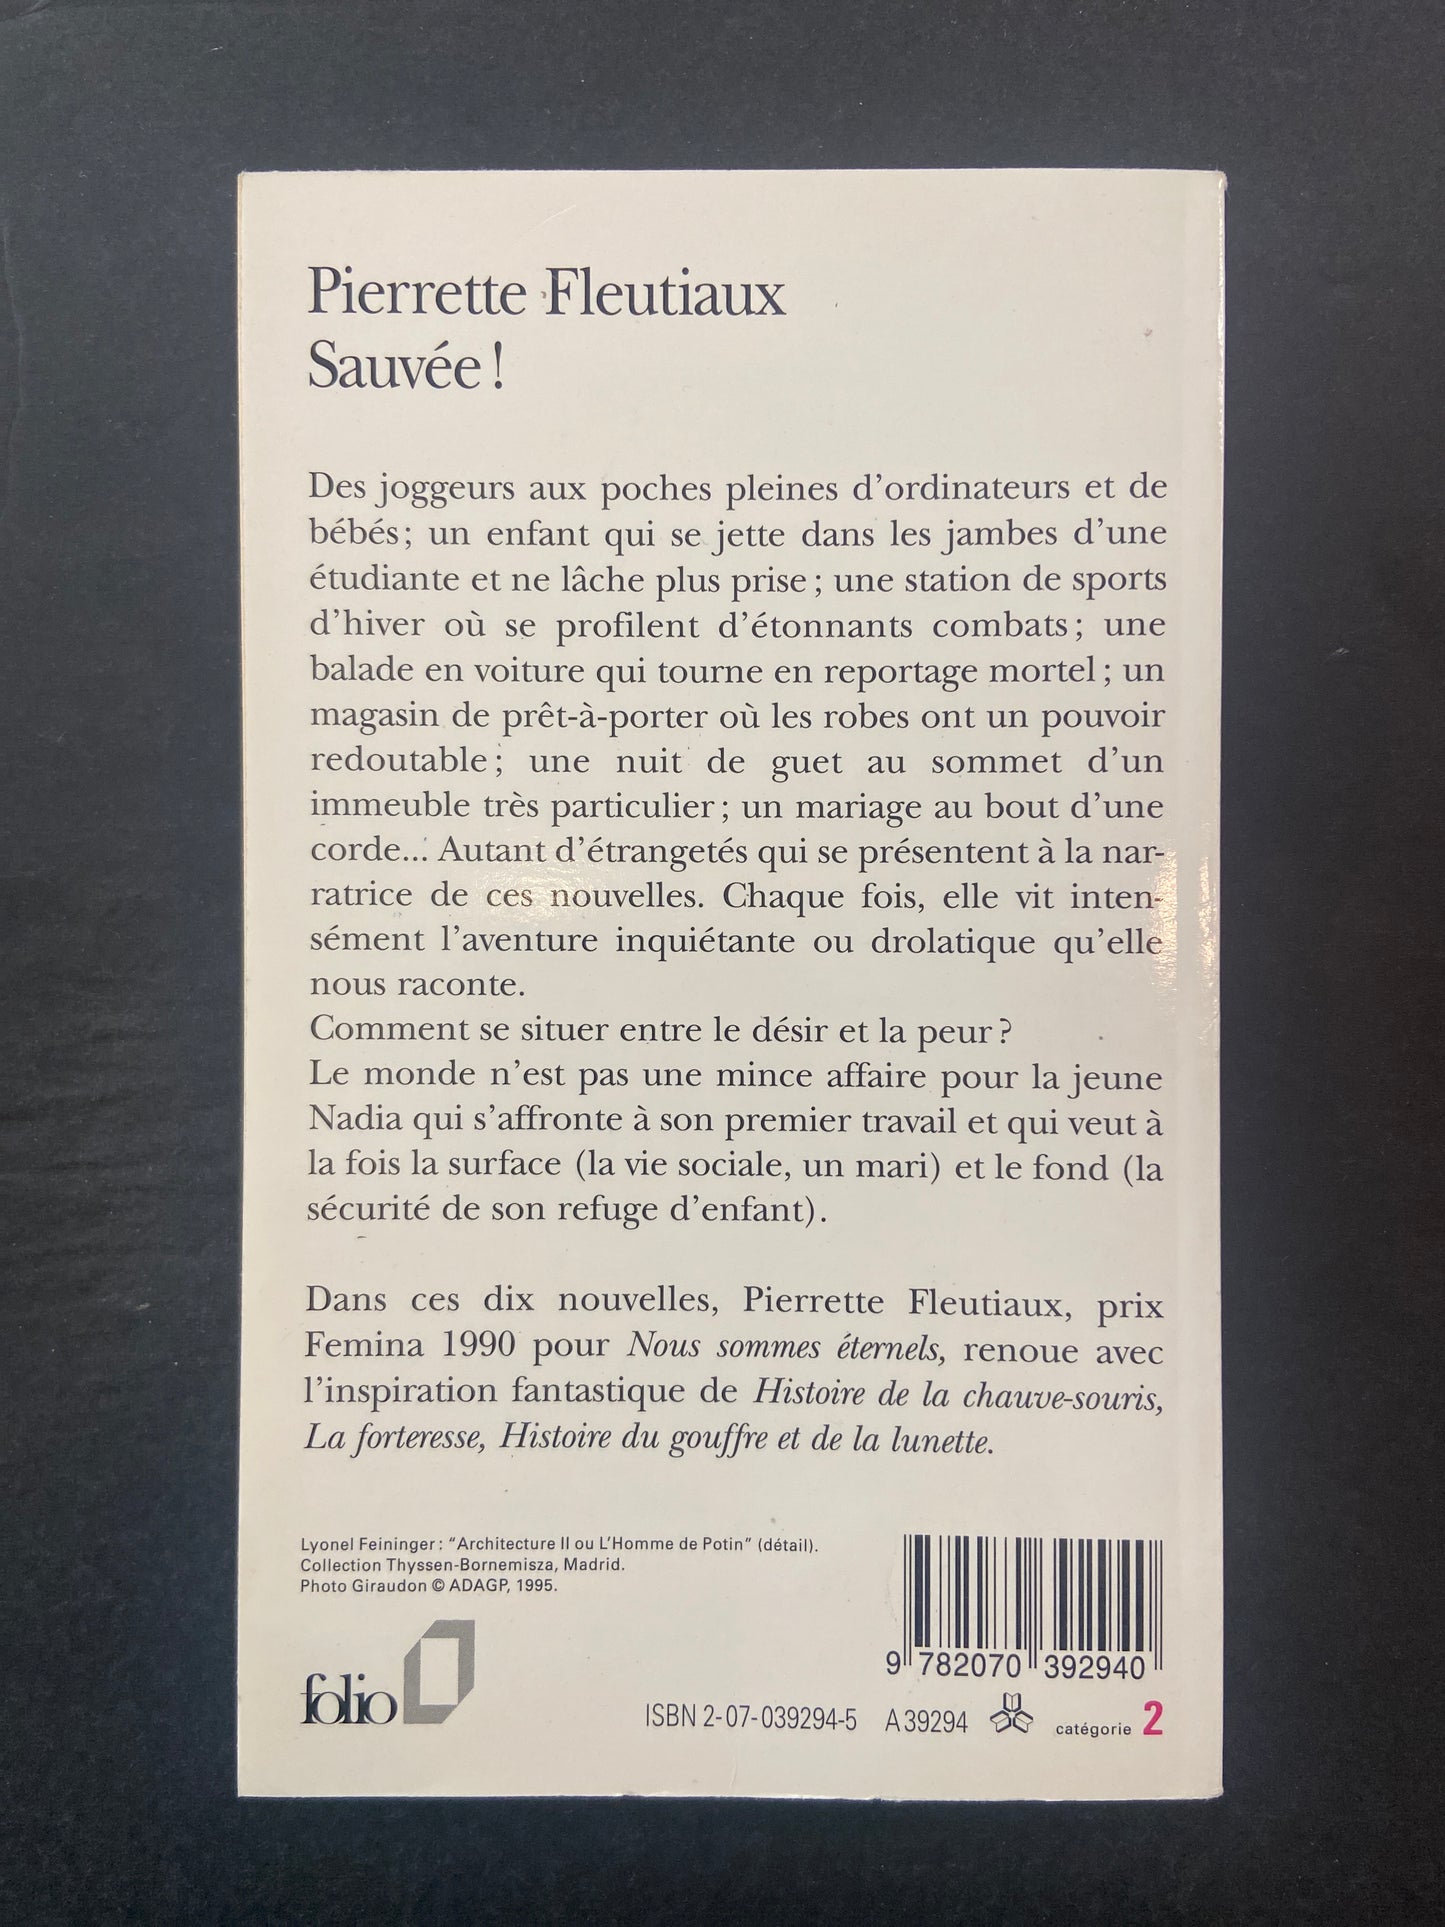 Pierrette Fleutiaux
Sauvée !
Des joggeurs aux poches pleines d'ordinateurs et de
bébés ; un enfant qui se jette dans les jambes d'une
étudiante et ne lâche plus prise ; une station de sports
d'hiver où se profilent d'étonnants combats ; une
balade en voiture qui tourne en reportage mortel ; un
magasin de prêt-à-porter où les robes ont un pouvoir
redoutable ; une nuit de guet au sommet d'un
immeuble très particulier ; un mariage au bout d'une
corde... Autant d'étrangetés qui se présentent à la nar-
ratrice de ces nouvelles. Chaque fois, elle vit inten-
sément l'aventure inquiétante ou drolatique qu'elle
nous raconte.
Comment se situer entre le désir et la peur ?
Le monde n'est pas une mince affaire pour la jeune
Nadia qui s'affronte à son premier travail et qui veut à
la fois la surface (la vie sociale, un mari) et le fond (la
sécurité de son refuge d'enfant).
Dans ces dix nouvelles, Pierrette Fleutiaux, prix
Femina 1990 pour Nous sommes éternels, renoue avec
l'inspiration fantastique de Histoire de la chauve-souris,
La forteresse, Histoire du gouffre et de la lunette.
Lyonel Feininger : "Architecture II ou L'Homme de Potin" (détail).
Collection Thyssen-Bornemisza, Madrid.
Photo Giraudon © ADAGP, 1995.
9 782070 392940
folio
ISBN 2-07-039294-5 A 39294 catégorie 2